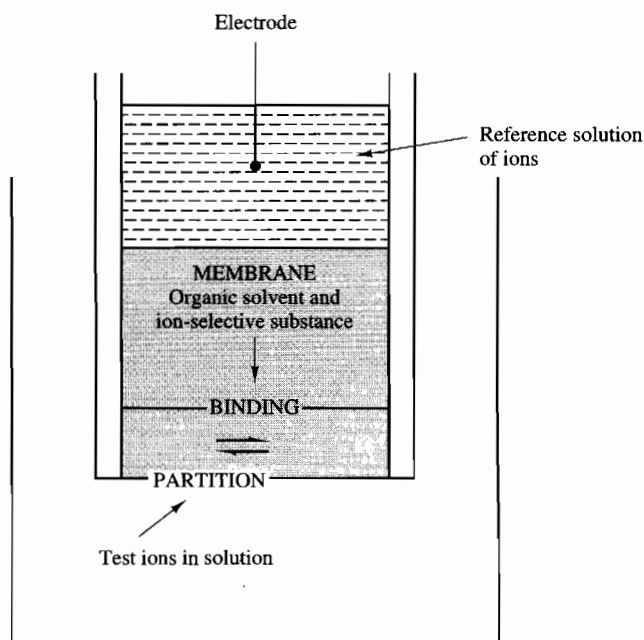 Electrode
Reference solution
of ions
MEMBRANE
Organic solvent and
ion-selective substance
BINDING
PARTITION
Test ions in solution